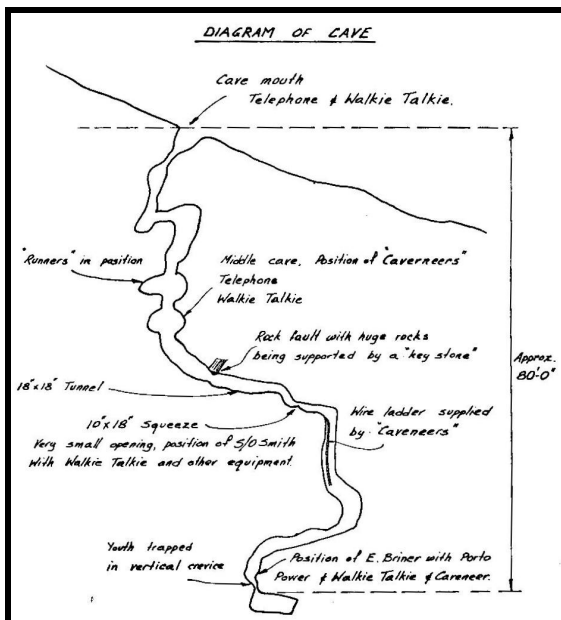 DIAGRAM OF CAVE
Cave mouth
Telephone & Walkie Talkie.
"Runners" in position
Middle cave. Position of "Caverneers"
Telephone
Walkie Talkie
Rock fault with huge rocks
being supported by a "key stone"
Approx.
80'-0"
18"x18" Tunnel
10"x18" Squeeze
Very small opening, position of S/O Smith
With Walkie Talkie and other equipment.
Wire ladder supplied
by "Caveneers"
Youth trapped
in vertical crevice
Position of E. Briner with Porto
Power & Walkie Talkie & Caveneer.